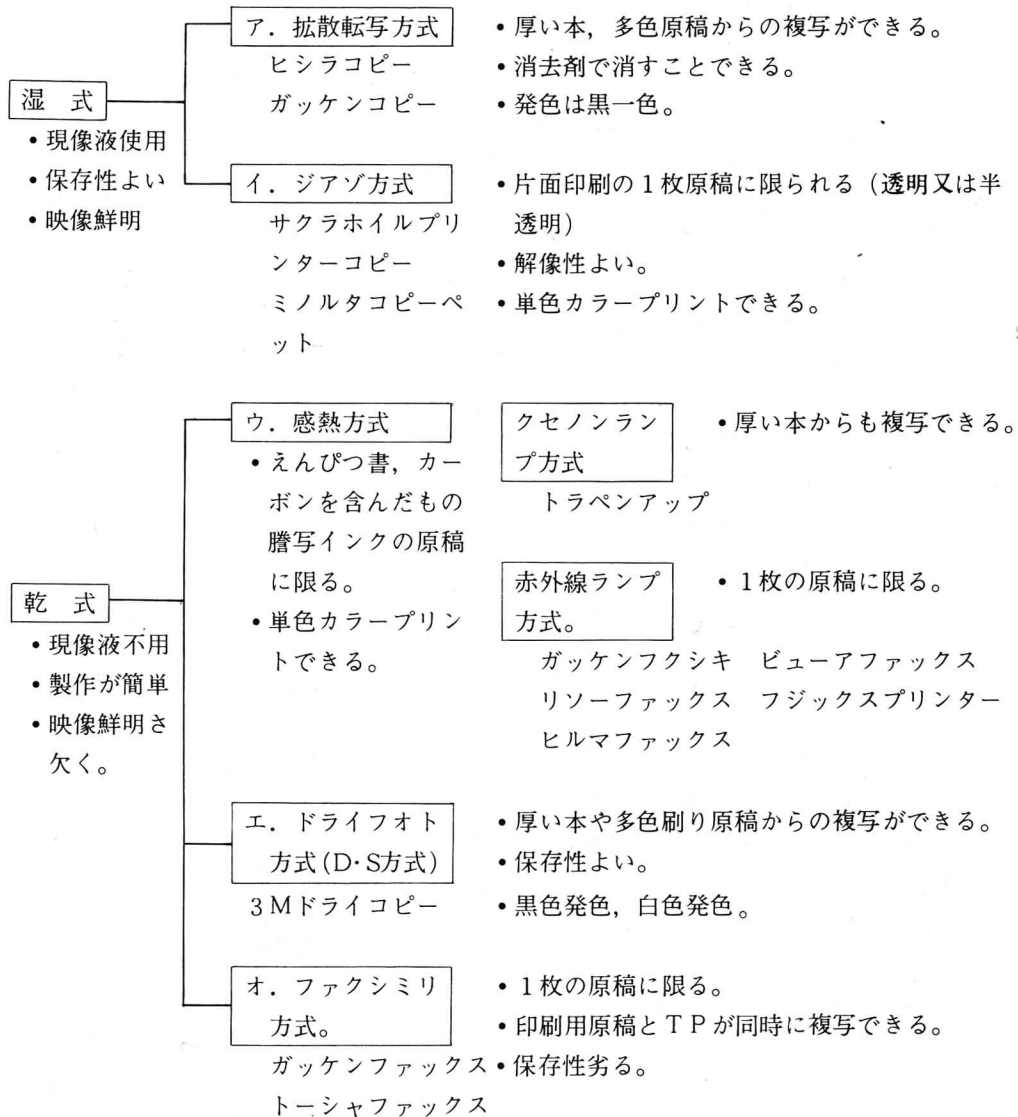 湿　式
• 現像液使用
• 保存性よい
• 映像鮮明
ア．拡散転写方式
ヒシラコピー
ガッケンコピー
• 厚い本，多色原稿からの複写ができる。
• 消去剤で消すことできる。
• 発色は黒一色。
イ．ジアゾ方式
サクラホイルプリ
ンターコピー
ミノルタコピーペ
ット
• 片面印刷の１枚原稿に限られる（透明又は半
透明）
• 解像性よい。
• 単色カラープリントできる。
乾　式
• 現像液不用
• 製作が簡単
• 映像鮮明さ
欠く。
ウ．感熱方式
• えんぴつ書，カー
ボンを含んだもの
謄写インクの原稿
に限る。
• 単色カラープリン
トできる。
クセノンラン
プ方式
トラペンアップ
• 厚い本からも複写できる。
赤外線ランプ
方式。
• １枚の原稿に限る。
ガッケンフクシキ　ビューアファックス
リソーファックス　フジックスプリンター
ヒルマファックス
エ．ドライフオト
方式(D·S方式)
３Ｍドライコピー
• 厚い本や多色刷り原稿からの複写ができる。
• 保存性よい。
• 黒色発色，白色発色。
オ．ファクシミリ
方式。
ガッケンファックス
トーシャファックス
• １枚の原稿に限る。
• 印刷用原稿とＴＰが同時に複写できる。
• 保存性劣る。